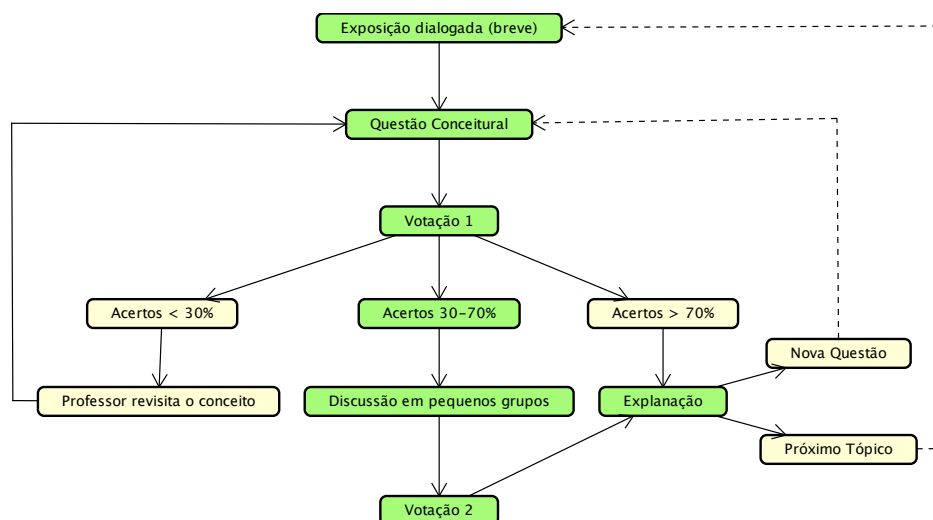 Exposição dialogada (breve)
Questão Conceitural
Votação 1
Acertos < 30%
Acertos 30-70%
Acertos > 70%
Nova Questão
Professor revisita o conceito
Discussão em pequenos grupos
Explanação
Próximo Tópico
Votação 2